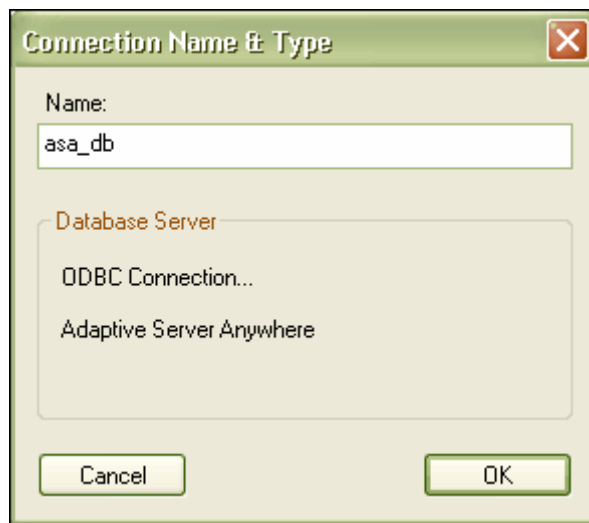 Connection Name & Type
Name:
asa_db
Database Server
ODBC Connection...
Adaptive Server Anywhere
Cancel
OK